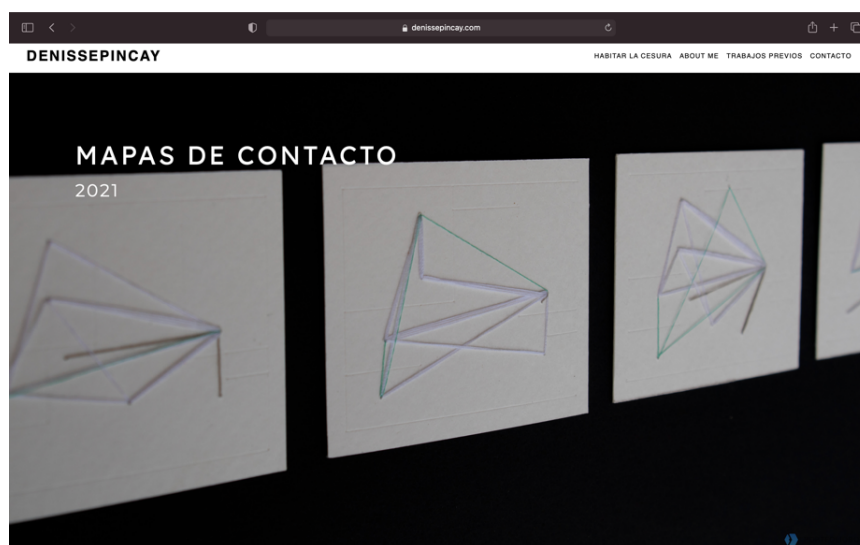 denissepincay.com
DENISSEPINCAY
HABITAR LA CESURA ABOUT ME TRABAJOS PREVIOS CONTACTO
MAPAS DE CONTACTO
2021